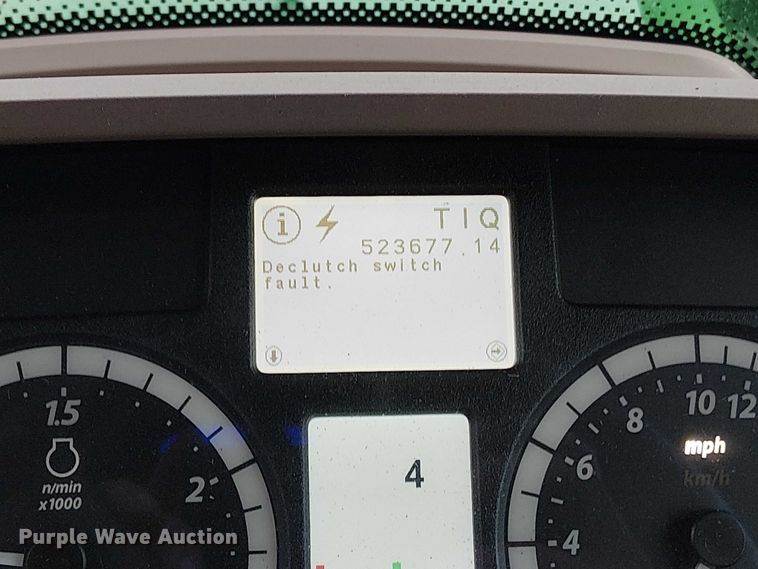 i TIQ
523677.14
Declutch switch
fault.
1.5
n/min
x1000
2
4
4
6
8
10
12
mph
km/h
Purple Wave Auction